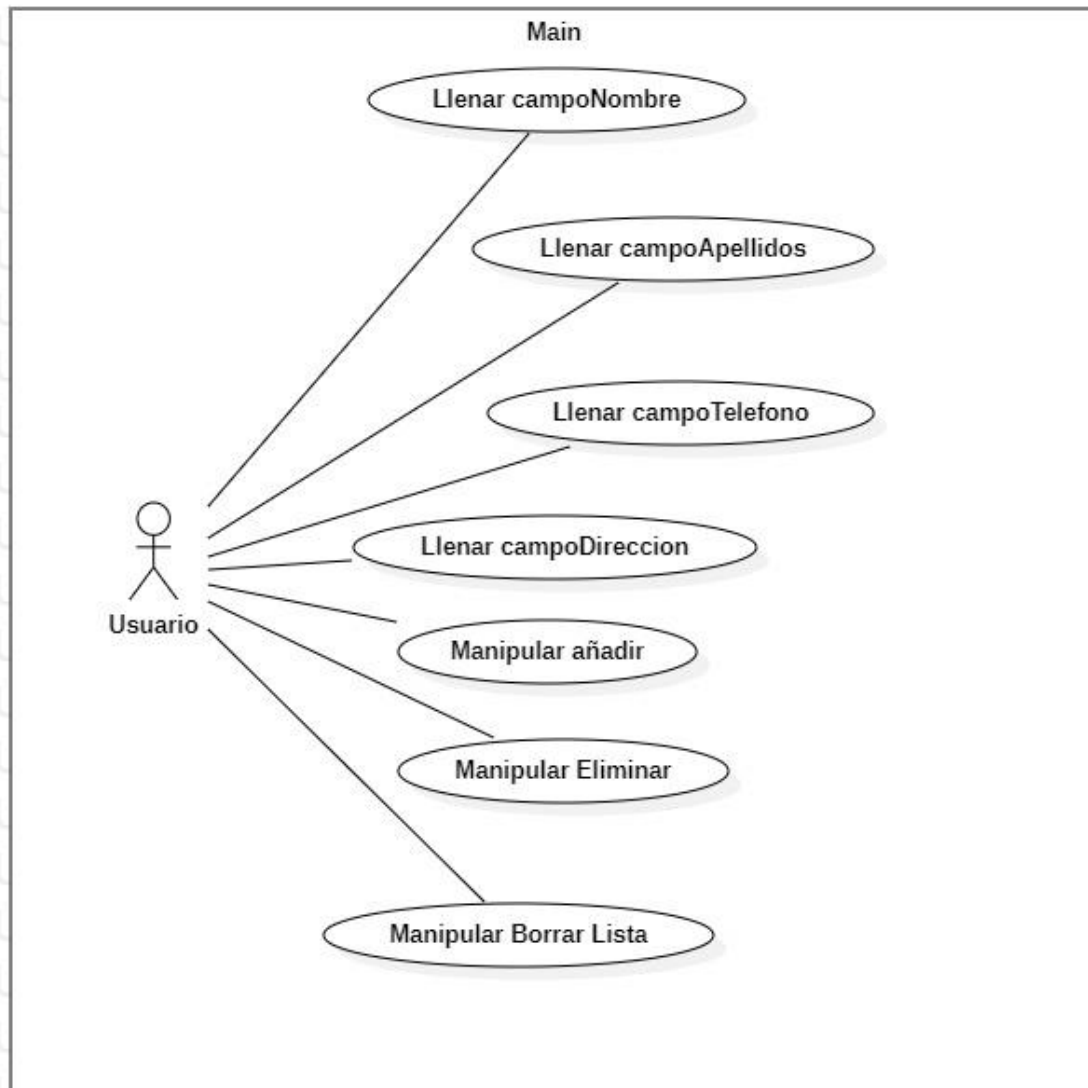 Main
Llenar campoNombre
Llenar campoApellidos
Llenar campoTelefono
Llenar campoDireccion
Usuario
Manipular añadir
Manipular Eliminar
Manipular Borrar Lista